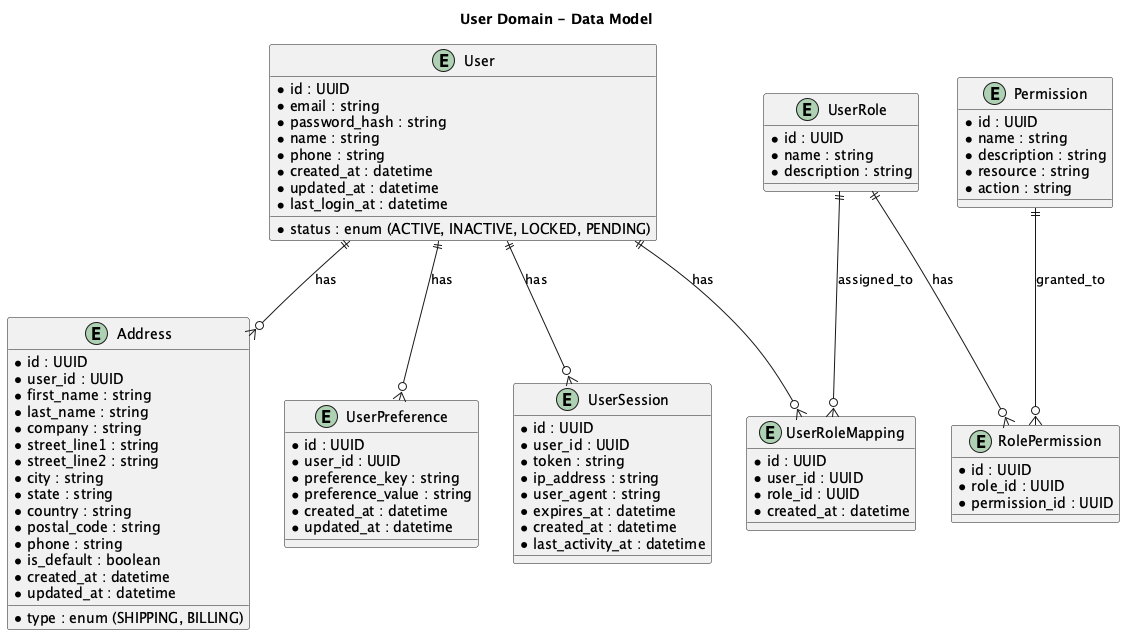 User Domain – Data Model
E User
* id : UUID
* email : string
* password_hash : string
* name : string
* phone : string
* created_at : datetime
* updated_at : datetime
* last_login_at : datetime
* status : enum (ACTIVE, INACTIVE, LOCKED, PENDING)
E UserRole
* id : UUID
* name : string
* description : string
E Permission
* id : UUID
* name : string
* description : string
* resource : string
* action : string
has
has
has
has
assigned_to
has
granted_to
E Address
* id : UUID
* user_id : UUID
* first_name : string
* last_name : string
* company : string
* street_line1 : string
* street_line2 : string
* city : string
* state : string
* country : string
* postal_code : string
* phone : string
* is_default : boolean
* created_at : datetime
* updated_at : datetime
* type : enum (SHIPPING, BILLING)
E UserPreference
* id : UUID
* user_id : UUID
* preference_key : string
* preference_value : string
* created_at : datetime
* updated_at : datetime
E UserSession
* id : UUID
* user_id : UUID
* token : string
* ip_address : string
* user_agent : string
* expires_at : datetime
* created_at : datetime
* last_activity_at : datetime
E UserRoleMapping
* id : UUID
* user_id : UUID
* role_id : UUID
* created_at : datetime
E RolePermission
* id : UUID
* role_id : UUID
* permission_id : UUID